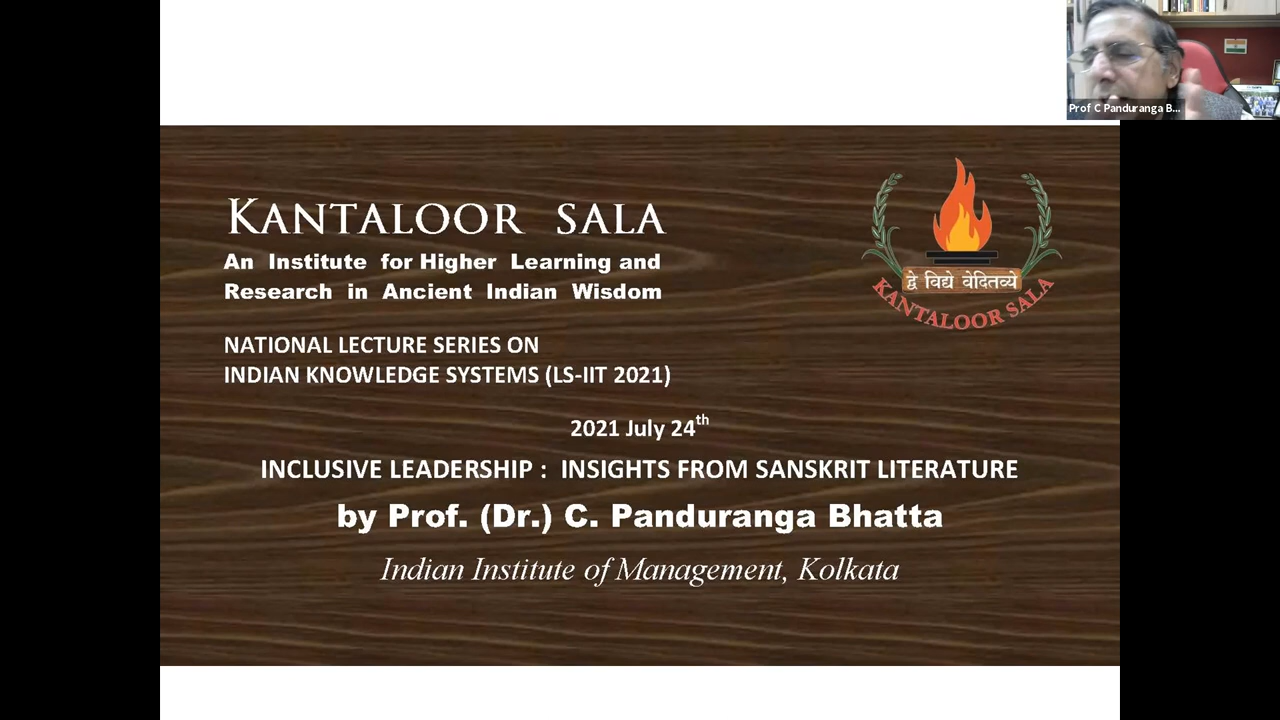 Prof C Panduranga B...
KANTALOOR SALA
An Institute for Higher Learning and
Research in Ancient Indian Wisdom
द्वे विद्ये वेदितव्ये
KANTALOOR SALA
NATIONAL LECTURE SERIES ON
INDIAN KNOWLEDGE SYSTEMS (LS-IIT 2021)
2021 July 24th
INCLUSIVE LEADERSHIP : INSIGHTS FROM SANSKRIT LITERATURE
by Prof. (Dr.) C. Panduranga Bhatta
Indian Institute of Management, Kolkata